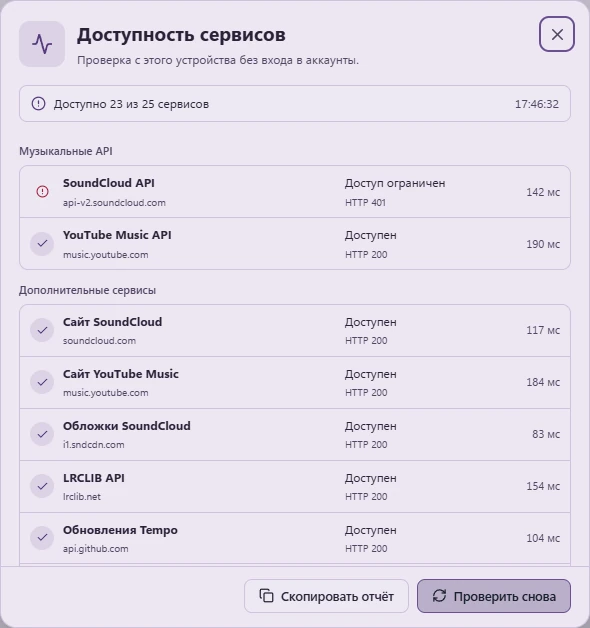 Доступность сервисов
Проверка с этого устройства без входа в аккаунты.
Доступно 23 из 25 сервисов 17:46:32
Музыкальные API
SoundCloud API Доступ ограничен 142 мс
api-v2.soundcloud.com HTTP 401
YouTube Music API Доступен 190 мс
music.youtube.com HTTP 200
Дополнительные сервисы
Сайт SoundCloud Доступен 117 мс
soundcloud.com HTTP 200
Сайт YouTube Music Доступен 184 мс
music.youtube.com HTTP 200
Обложки SoundCloud Доступен 83 мс
i1.sndcdn.com HTTP 200
LRCLIB API Доступен 154 мс
lrclib.net HTTP 200
Обновления Tempo Доступен 104 мс
api.github.com HTTP 200
Скопировать отчёт Проверить снова